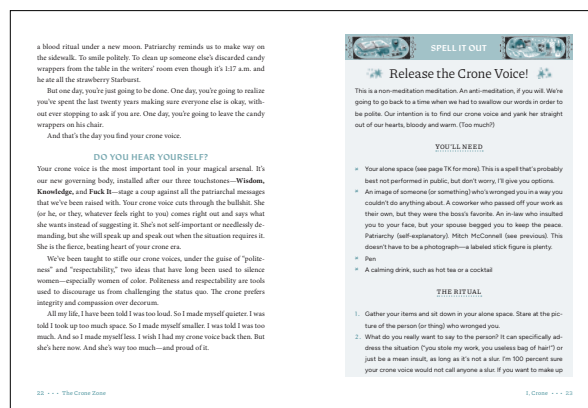 a blood ritual under a new moon. Patriarchy reminds us to make way on
the sidewalk. To smile politely. To clean up someone else's discarded candy
wrappers from the table in the writers' room even though it's 1:17 a.m. and
he ate all the strawberry Starburst.
But one day, you're just going to be done. One day, you're going to realize
you've spent the last twenty years making sure everyone else is okay, with-
out ever stopping to ask if you are. One day, you're going to leave the candy
wrappers on his chair.
And that's the day you find your crone voice.
DO YOU HEAR YOURSELF?
Your crone voice is the most important tool in your magical arsenal. It's
our new governing body, installed after our three touchstones—Wisdom,
Knowledge, and Fuck It—stage a coup against all the patriarchal messages
that we've been raised with. Your crone voice cuts through the bullshit. She
(or he, or they, whatever feels right to you) comes right out and says what
she wants instead of suggesting it. She's not self-important or needlessly de-
manding, but she will speak up and speak out when the situation requires it.
She is the fierce, beating heart of your crone era.
We've been taught to stifle our crone voices, under the guise of "polite-
ness" and "respectability," two ideas that have long been used to silence
women—especially women of color. Politeness and respectability are tools
used to discourage us from challenging the status quo. The crone prefers
integrity and compassion over decorum.
All my life, I have been told I was too loud. So I made myself quieter. I was
told I took up too much space. So I made myself smaller. I was told I was too
much. And so I made myself less. I wish I had my crone voice back then. But
she's here now. And she's way too much—and proud of it.
22 • • • The Crone Zone
SPELL IT OUT
Release the Crone Voice!
This is a non-meditation meditation. An anti-meditation, if you will. We're
going to go back to a time when we had to swallow our words in order to
be polite. Our intention is to find our crone voice and yank her straight
out of our hearts, bloody and warm. (Too much?)
YOU'LL NEED
Your alone space (see page TK for more). This is a spell that's probably
best not performed in public, but don't worry, I'll give you options.
An image of someone (or something) who's wronged you in a way you
couldn't do anything about. A coworker who passed off your work as
their own, but they were the boss's favorite. An in-law who insulted
you to your face, but your spouse begged you to keep the peace.
Patriarchy (self-explanatory). Mitch McConnell (see previous). This
doesn't have to be a photograph—a labeled stick figure is plenty.
Pen
A calming drink, such as hot tea or a cocktail
THE RITUAL
1. Gather your items and sit down in your alone space. Stare at the pic-
ture of the person (or thing) who wronged you.
2. What do you really want to say to the person? It can specifically ad-
dress the situation ("you stole my work, you useless bag of hair!") or
just be a mean insult, as long as it's not a slur. I'm 100 percent sure
your crone voice would not call anyone a slur. If you want to make up
I. Crone • • • 23